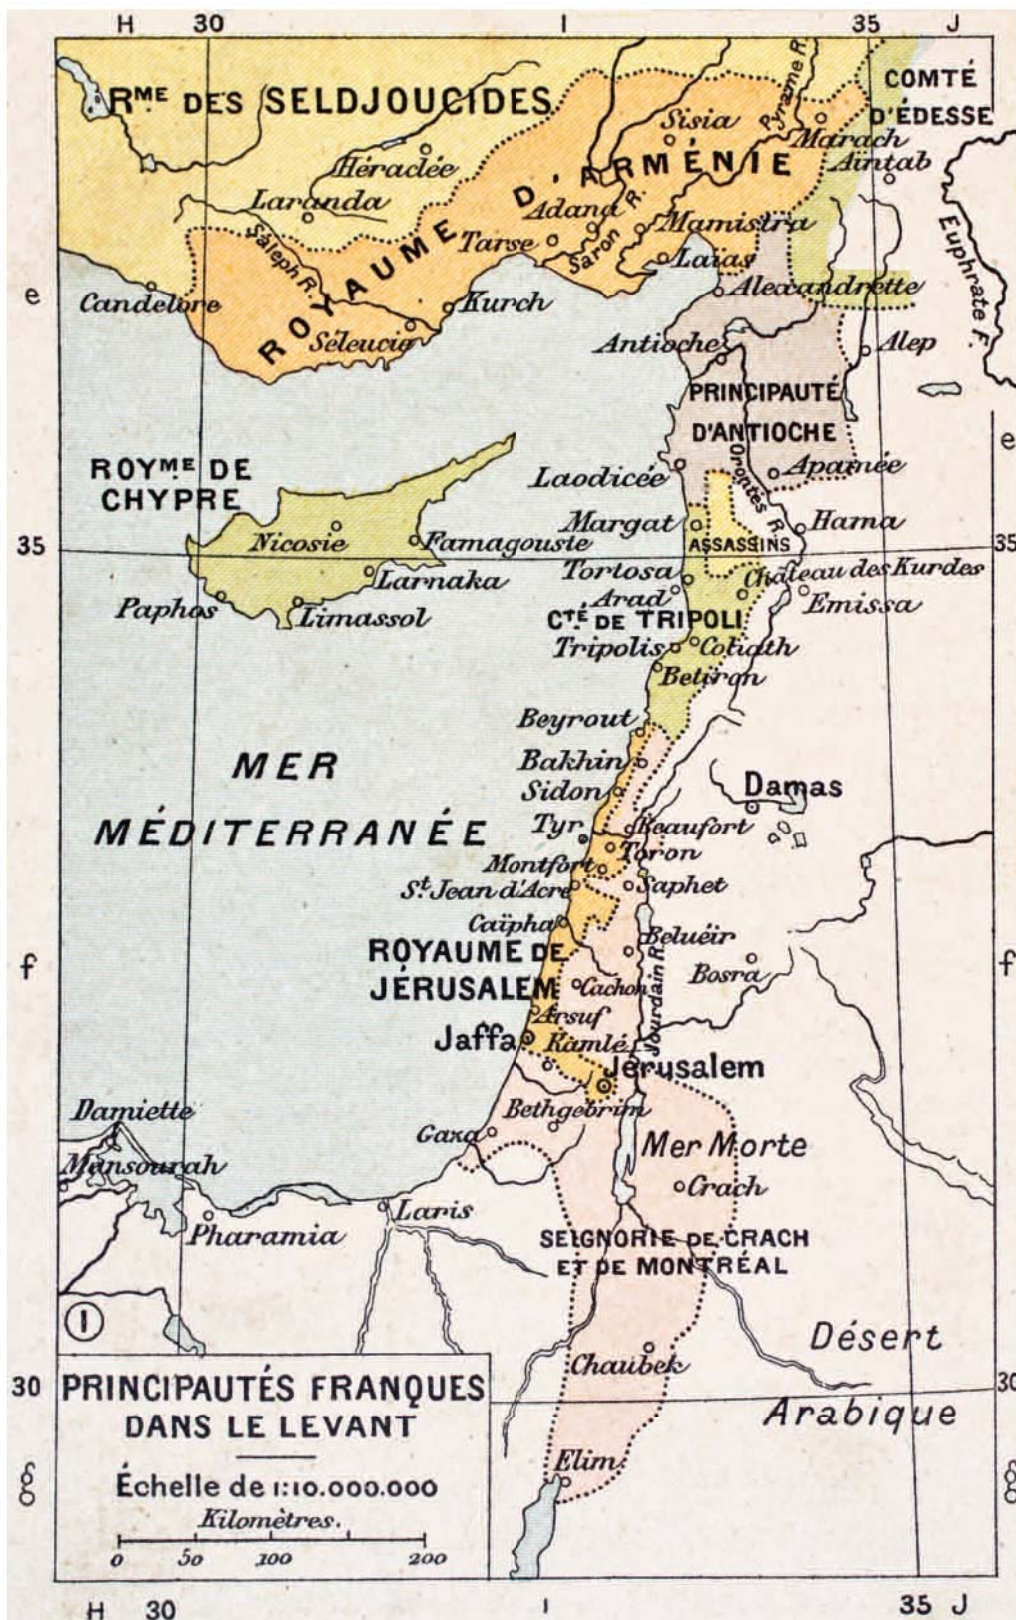 H 30 I 35 J
RME DES SELDJOUCIDES
COMTÉ
D'ÉDESSE
Pyrame R.
Sisia
Marach
Aïntab
Héraclée
ROYAUME D'ARMÉNIE
Laranda
Adana
Mamistra
Tarse
Saron R.
Saleph R.
Laïas
Euphrate F.
e
Candelore
Kurch
Alexandrette
Séleucie
Antioche
Alep
PRINCIPAUTÉ
D'ANTIOCHE
e
ROYME DE
CHYPRE
Laodicée
Orontes R.
Apamée
Margat
Hama
Nicosie
Famagouste
ASSASSINS
35
35
Tortosa
Château des Kurdes
Larnaka
Arad
Emissa
Paphos
Limassol
CTÉ DE TRIPOLI
Tripolis
Coliath
Betiron
Beyrout
MER
MÉDITERRANÉE
Bakhin
Sidon
Damas
Tyr
Beaufort
Toron
Montfort
St Jean d'Acre
Saphet
Caïpha
Beluéir
f
ROYAUME DE
JÉRUSALEM
Jourdain R.
Bosra
f
Cachon
Arsuf
Jaffa
Ramlé
Jérusalem
Damiette
Bethgebrim
Gaza
Mer Morte
Mansourah
Crach
Laris
Pharamia
SEIGNORIE DE CRACH
ET DE MONTRÉAL
1
Désert
Arabique
Chaubek
30
30
PRINCIPAUTÉS FRANQUES
DANS LE LEVANT
Échelle de 1:10.000.000
Kilomètres.
0 50 100 200
Elim
g
g
H 30 I 35 J